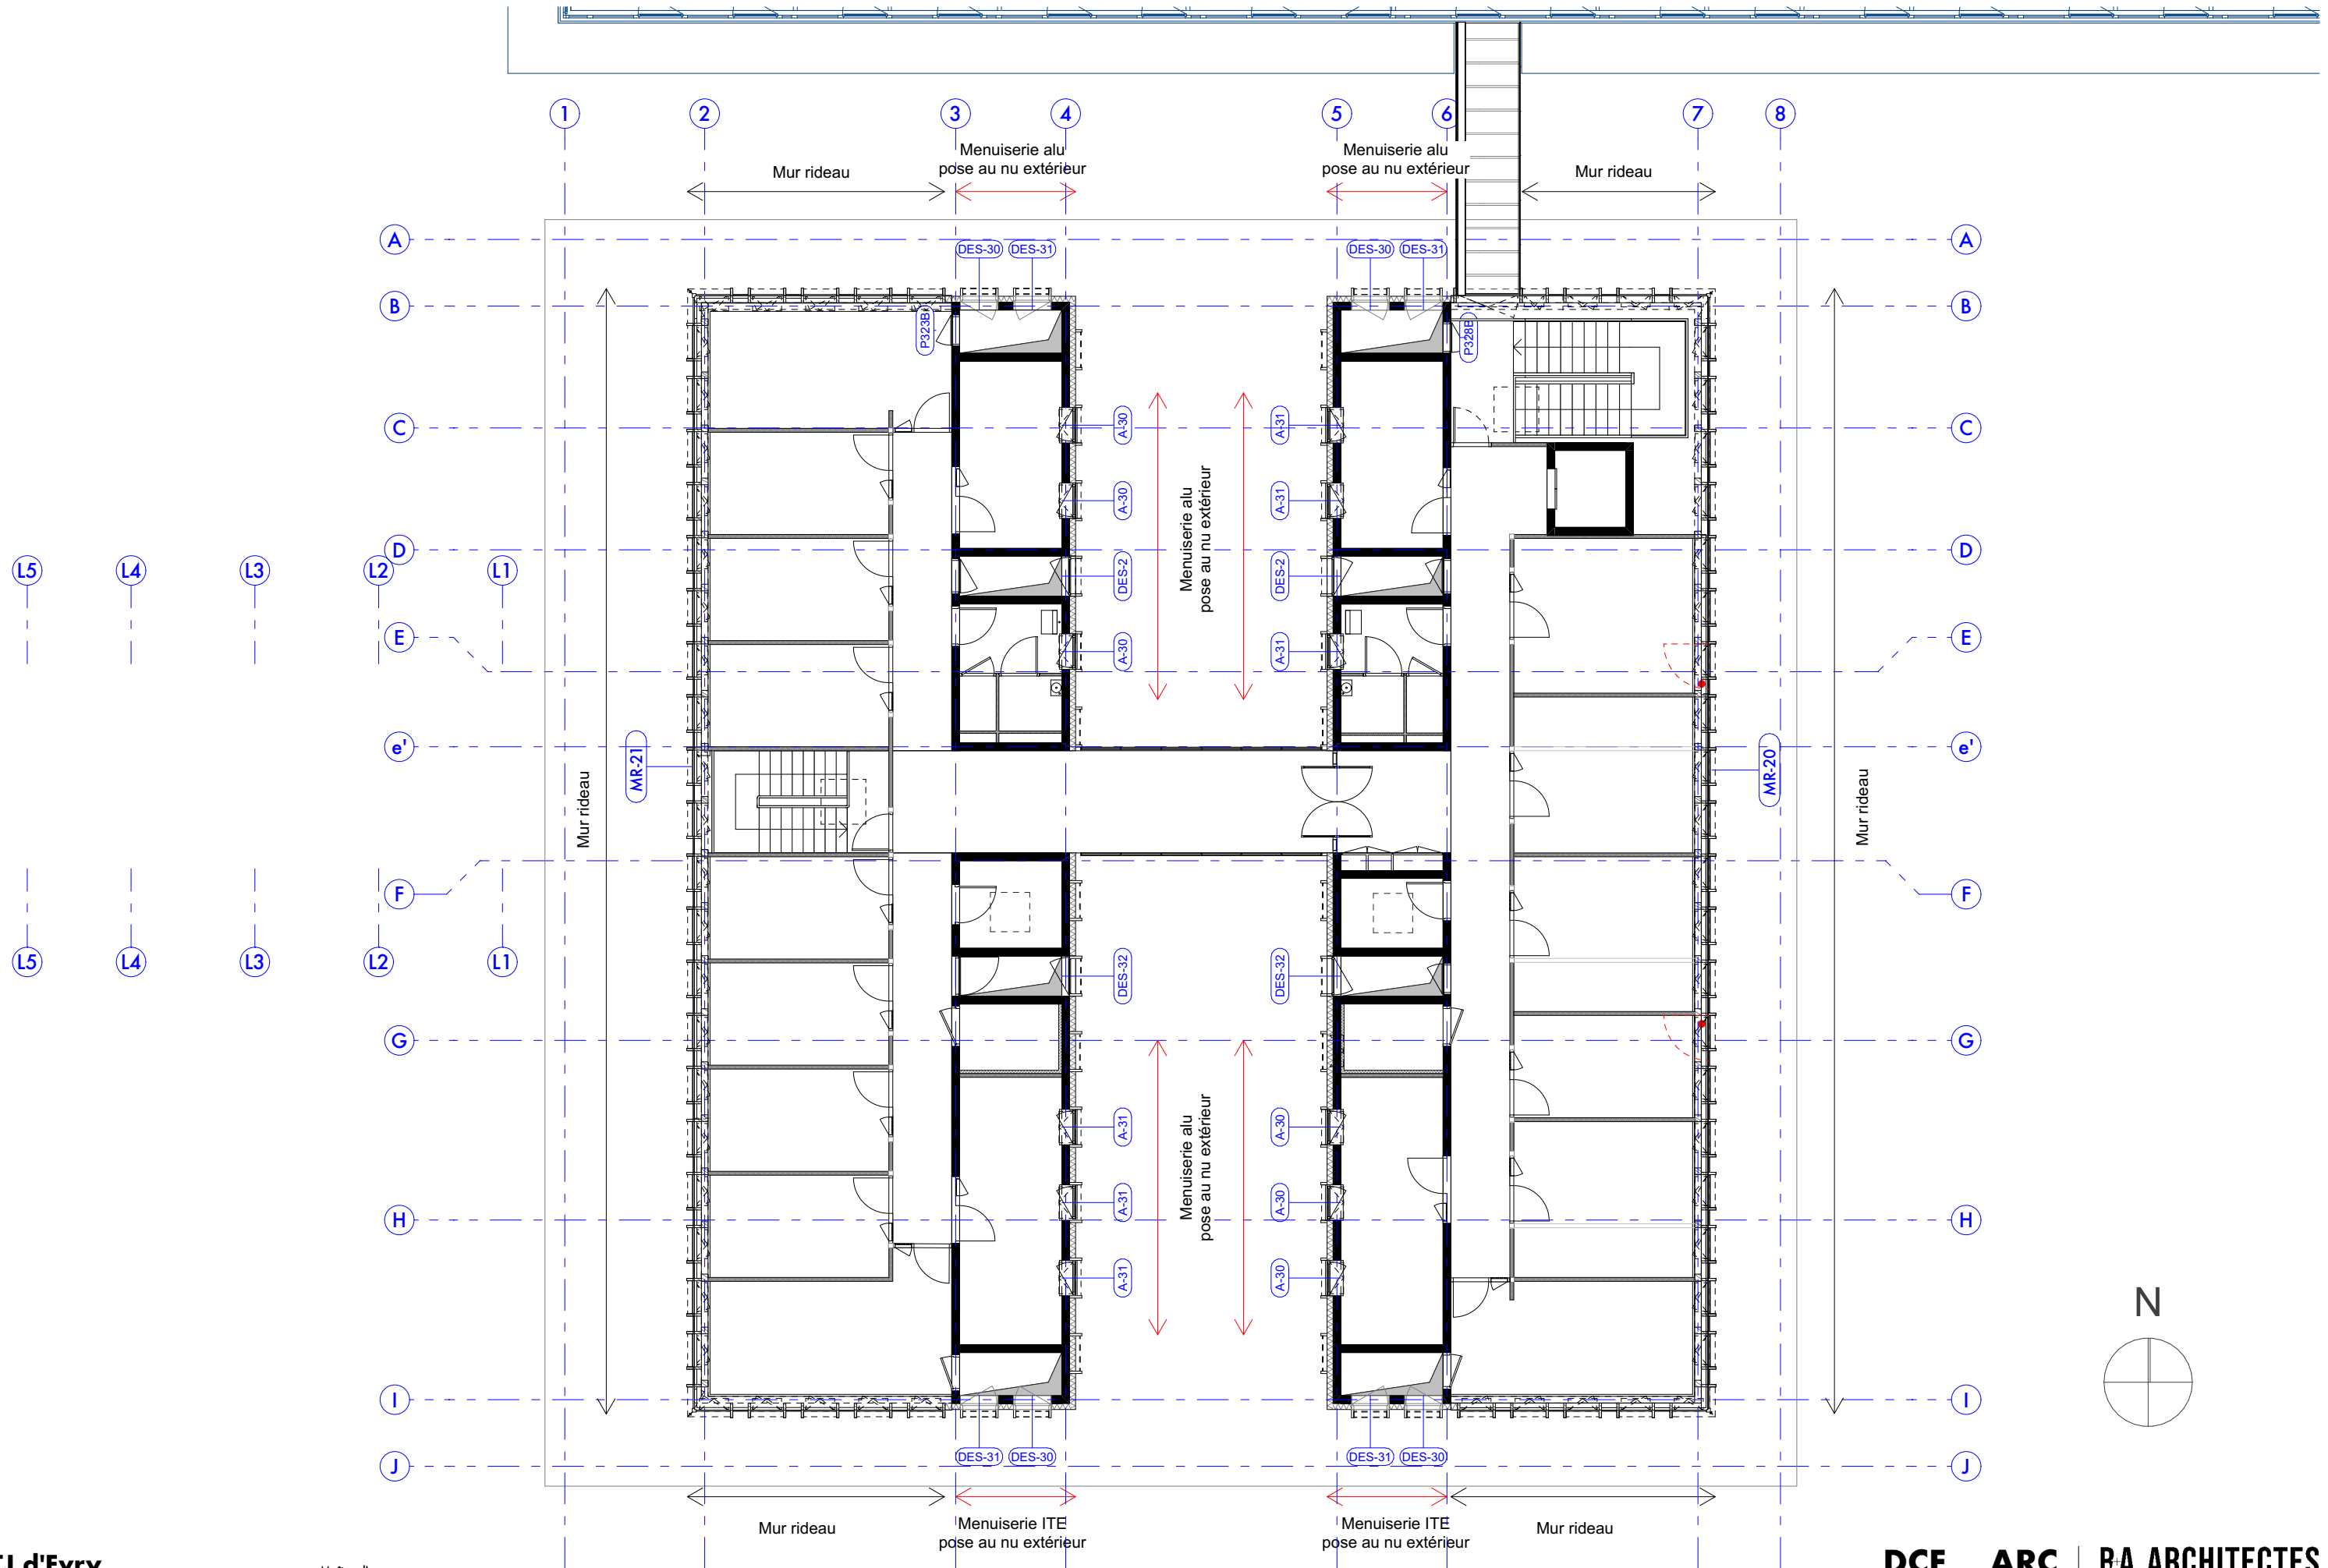 1 2 3 4 5 6 7 8
Menuiserie alu
pose au nu extérieur
Menuiserie alu
pose au nu extérieur
Mur rideau
Mur rideau
A A
DES-30 DES-31 DES-30 DES-31
B B
P323B P328B
C C
A-30 A-31
A-30 A-31
Menuiserie alu
pose au nu extérieur
D D
L5 L4 L3 L2 L1
DES-2 DES-2
E E
A-30 A-31
e' e'
MR-21 MR-20
Mur rideau
Mur rideau
F F
L5 L4 L3 L2 L1
DES-32 DES-32
G G
A-31 A-30
Menuiserie alu
pose au nu extérieur
A-31 A-30
H H
A-31 A-30
N
I I
DES-31 DES-30 DES-31 DES-30
J J
Mur rideau
Menuiserie ITE
pose au nu extérieur
Menuiserie ITE
pose au nu extérieur
Mur rideau
d'Evry
DCE ARC R+A ARCHITECTES